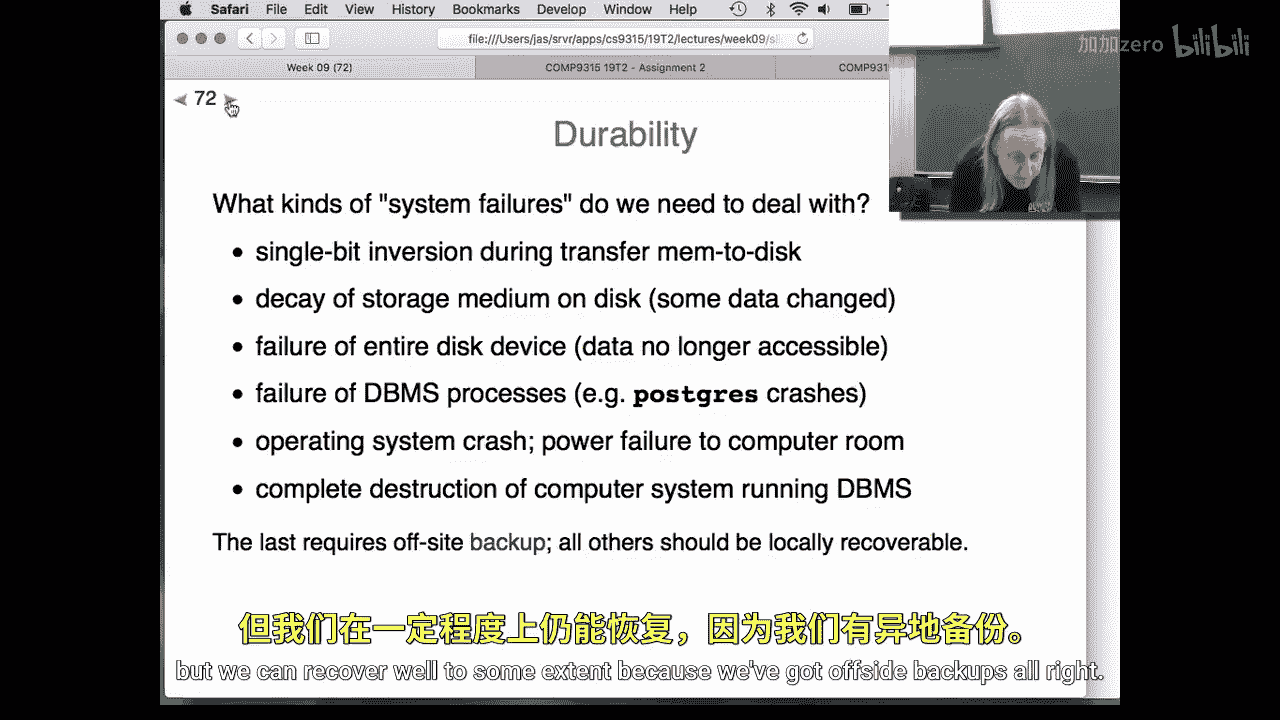 Safari File Edit View History Bookmarks Develop Window Help
file:///Users/jas/srvr/apps/cs9315/19T2/lectures/week09/sli
Week 09 (72) COMP9315 19T2 - Assignment 2 COMP931
加加zero bilibili
72
Durability
What kinds of "system failures" do we need to deal with?
• single-bit inversion during transfer mem-to-disk
• decay of storage medium on disk (some data changed)
• failure of entire disk device (data no longer accessible)
• failure of DBMS processes (e.g. postgres crashes)
• operating system crash; power failure to computer room
• complete destruction of computer system running DBMS
The last requires off-site backup; all others should be locally recoverable.
但我们在一定程度上仍能恢复，因为我们有异地备份。
but we can recover well to some extent because we've got offside backups all right.